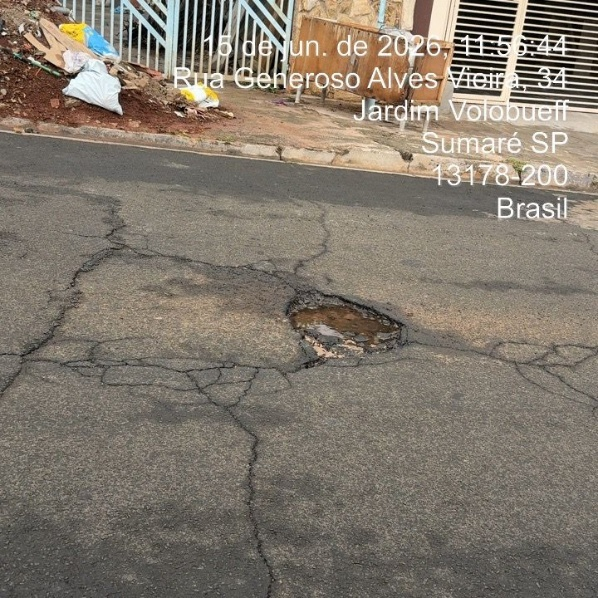 15 de jun. de 2026, 11:56:44
Rua Generoso Alves Vieira, 34
Jardim Volobueff
Sumaré SP
13178-200
Brasil